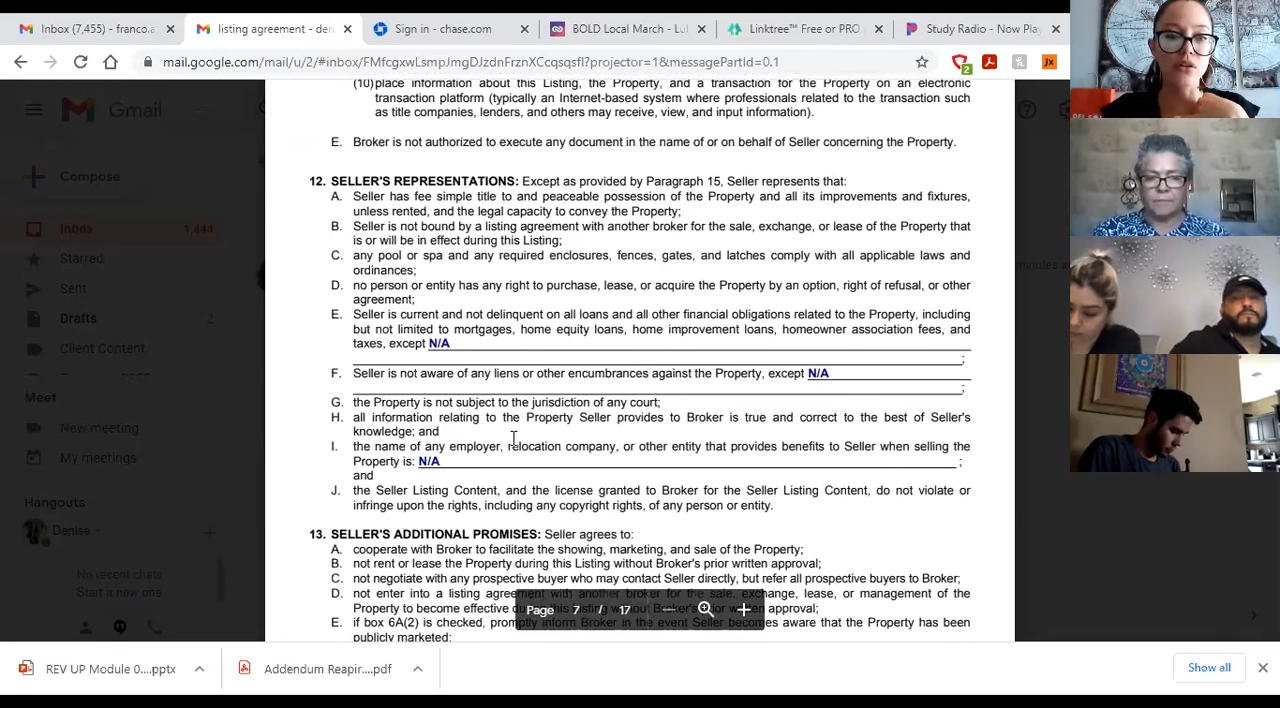 Inbox (7,455) - franco.a
listing agreement - den
Sign in - chase.com
BOLD Local March - Lu
Linktree™ Free or PRO
Study Radio - Now Play
mail.google.com/mail/u/2/#inbox/FMfcgxwLsmpJmgDJzdnFrznXCcqsqsfl?projector=1&messagePartId=0.1
2
Jx
Gmail
Compose
Inbox 1,444
Starred
Sent
Drafts 2
Client Content
Meet
New meeting
My meetings
Hangouts
Denise
No recent chats
Start a new one
(10) place information about this Listing, the Property, and a transaction for the Property on an electronic
transaction platform (typically an Internet-based system where professionals related to the transaction such
as title companies, lenders, and others may receive, view, and input information).
E. Broker is not authorized to execute any document in the name of or on behalf of Seller concerning the Property.
12. SELLER'S REPRESENTATIONS: Except as provided by Paragraph 15, Seller represents that:
A. Seller has fee simple title to and peaceable possession of the Property and all its improvements and fixtures,
unless rented, and the legal capacity to convey the Property;
B. Seller is not bound by a listing agreement with another broker for the sale, exchange, or lease of the Property that
is or will be in effect during this Listing;
C. any pool or spa and any required enclosures, fences, gates, and latches comply with all applicable laws and
ordinances;
D. no person or entity has any right to purchase, lease, or acquire the Property by an option, right of refusal, or other
agreement;
E. Seller is current and not delinquent on all loans and all other financial obligations related to the Property, including
but not limited to mortgages, home equity loans, home improvement loans, homeowner association fees, and
taxes, except N/A
;
F. Seller is not aware of any liens or other encumbrances against the Property, except N/A
;
G. the Property is not subject to the jurisdiction of any court;
H. all information relating to the Property Seller provides to Broker is true and correct to the best of Seller's
knowledge; and
I. the name of any employer, relocation company, or other entity that provides benefits to Seller when selling the
Property is: N/A ;
and
J. the Seller Listing Content, and the license granted to Broker for the Seller Listing Content, do not violate or
infringe upon the rights, including any copyright rights, of any person or entity.
13. SELLER'S ADDITIONAL PROMISES: Seller agrees to:
A. cooperate with Broker to facilitate the showing, marketing, and sale of the Property;
B. not rent or lease the Property during this Listing without Broker's prior written approval;
C. not negotiate with any prospective buyer who may contact Seller directly, but refer all prospective buyers to Broker;
D. not enter into a listing agreement with another broker for the sale, exchange, lease, or management of the
Property to become effective during this Listing without Broker's prior written approval;
E. if box 6A(2) is checked, promptly inform Broker in the event Seller becomes aware that the Property has been
publicly marketed;
Page 7 / 17
REV UP Module 0....pptx
Addendum Reapir....pdf
Show all